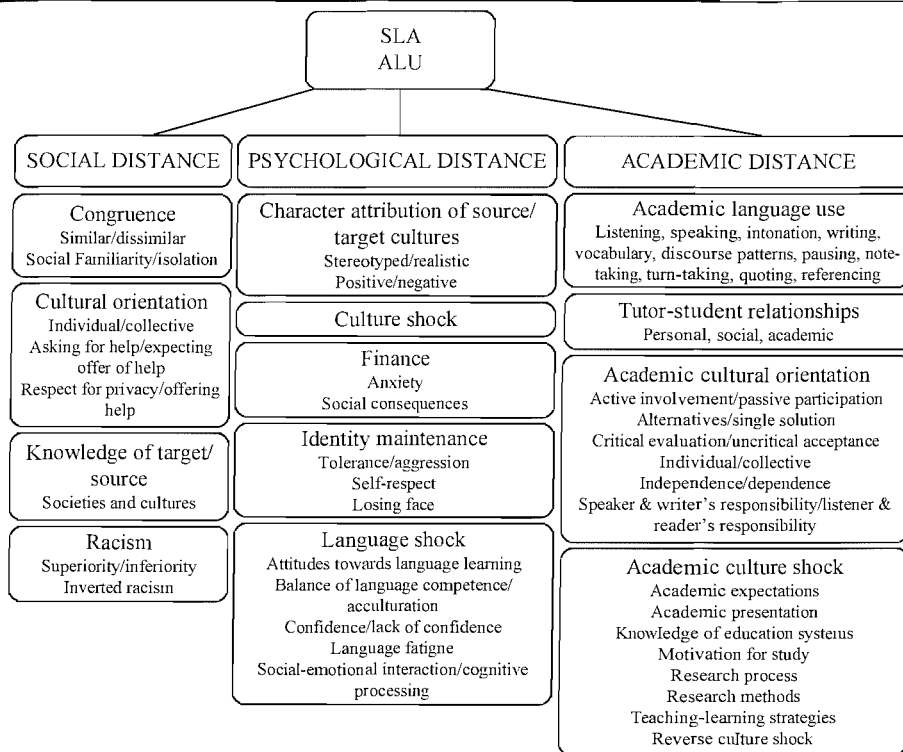 SLA
ALU
SOCIAL DISTANCE
Congruence
Similar/dissimilar
Social Familiarity/isolation
Cultural orientation
Individual/collective
Asking for help/expecting
offer of help
Respect for privacy/offering
help
Knowledge of target/
source
Societies and cultures
Racism
Superiority/inferiority
Inverted racism
PSYCHOLOGICAL DISTANCE
Character attribution of source/
target cultures
Stereotyped/realistic
Positive/negative
Culture shock
Finance
Anxiety
Social consequences
Identity maintenance
Tolerance/aggression
Self-respect
Losing face
Language shock
Attitudes towards language learning
Balance of language competence/
acculturation
Confidence/lack of confidence
Language fatigne
Social-emotional interaction/cognitive
processing
ACADEMIC DISTANCE
Academic language use
Listening, speaking, intonation, writing,
vocabulary, discourse patterns, pausing, note-
taking, turn-taking, quoting, referencing
Tutor-student relationships
Personal, social, academic
Academic cultural orientation
Active involvement/passive participation
Alternatives/single solution
Critical evaluation/uncritical acceptance
Individual/collective
Independence/dependence
Speaker & writer's responsibility/listener &
reader's responsibility
Academic culture shock
Academic expectations
Academic presentation
Knowledge of education systems
Motivation for study
Research process
Research methods
Teaching-learning strategies
Reverse culture shock